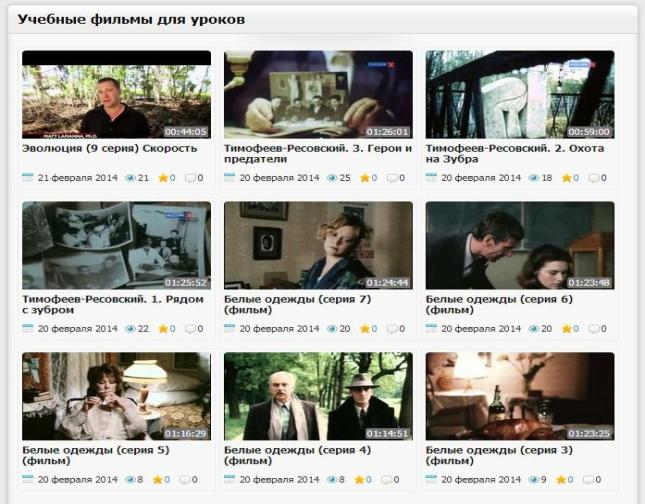 Учебные фильмы для уроков
MATT LAMANNA, Ph.D.
00:44:05
РОССИЯ К
01:26:01
РОССИЯ К
00:59:00
Эволюция (9 серия) Скорость
Тимофеев-Ресовский. 3. Герои и
предатели
Тимофеев-Ресовский. 2. Охота
на Зубра
21 февраля 2014 21 0 0
20 февраля 2014 25 0 0
20 февраля 2014 18 0 0
РОССИЯ К
01:25:52
01:24:44
01:23:48
Тимофеев-Ресовский. 1. Рядом
с зубром
Белые одежды (серия 7)
(фильм)
Белые одежды (серия 6)
(фильм)
20 февраля 2014 22 0 0
20 февраля 2014 20 0 0
20 февраля 2014 20 0 0
01:16:29
01:14:51
01:23:25
Белые одежды (серия 5)
(фильм)
Белые одежды (серия 4)
(фильм)
Белые одежды (серия 3)
(фильм)
20 февраля 2014 8 0 0
20 февраля 2014 8 0 0
20 февраля 2014 9 0 0